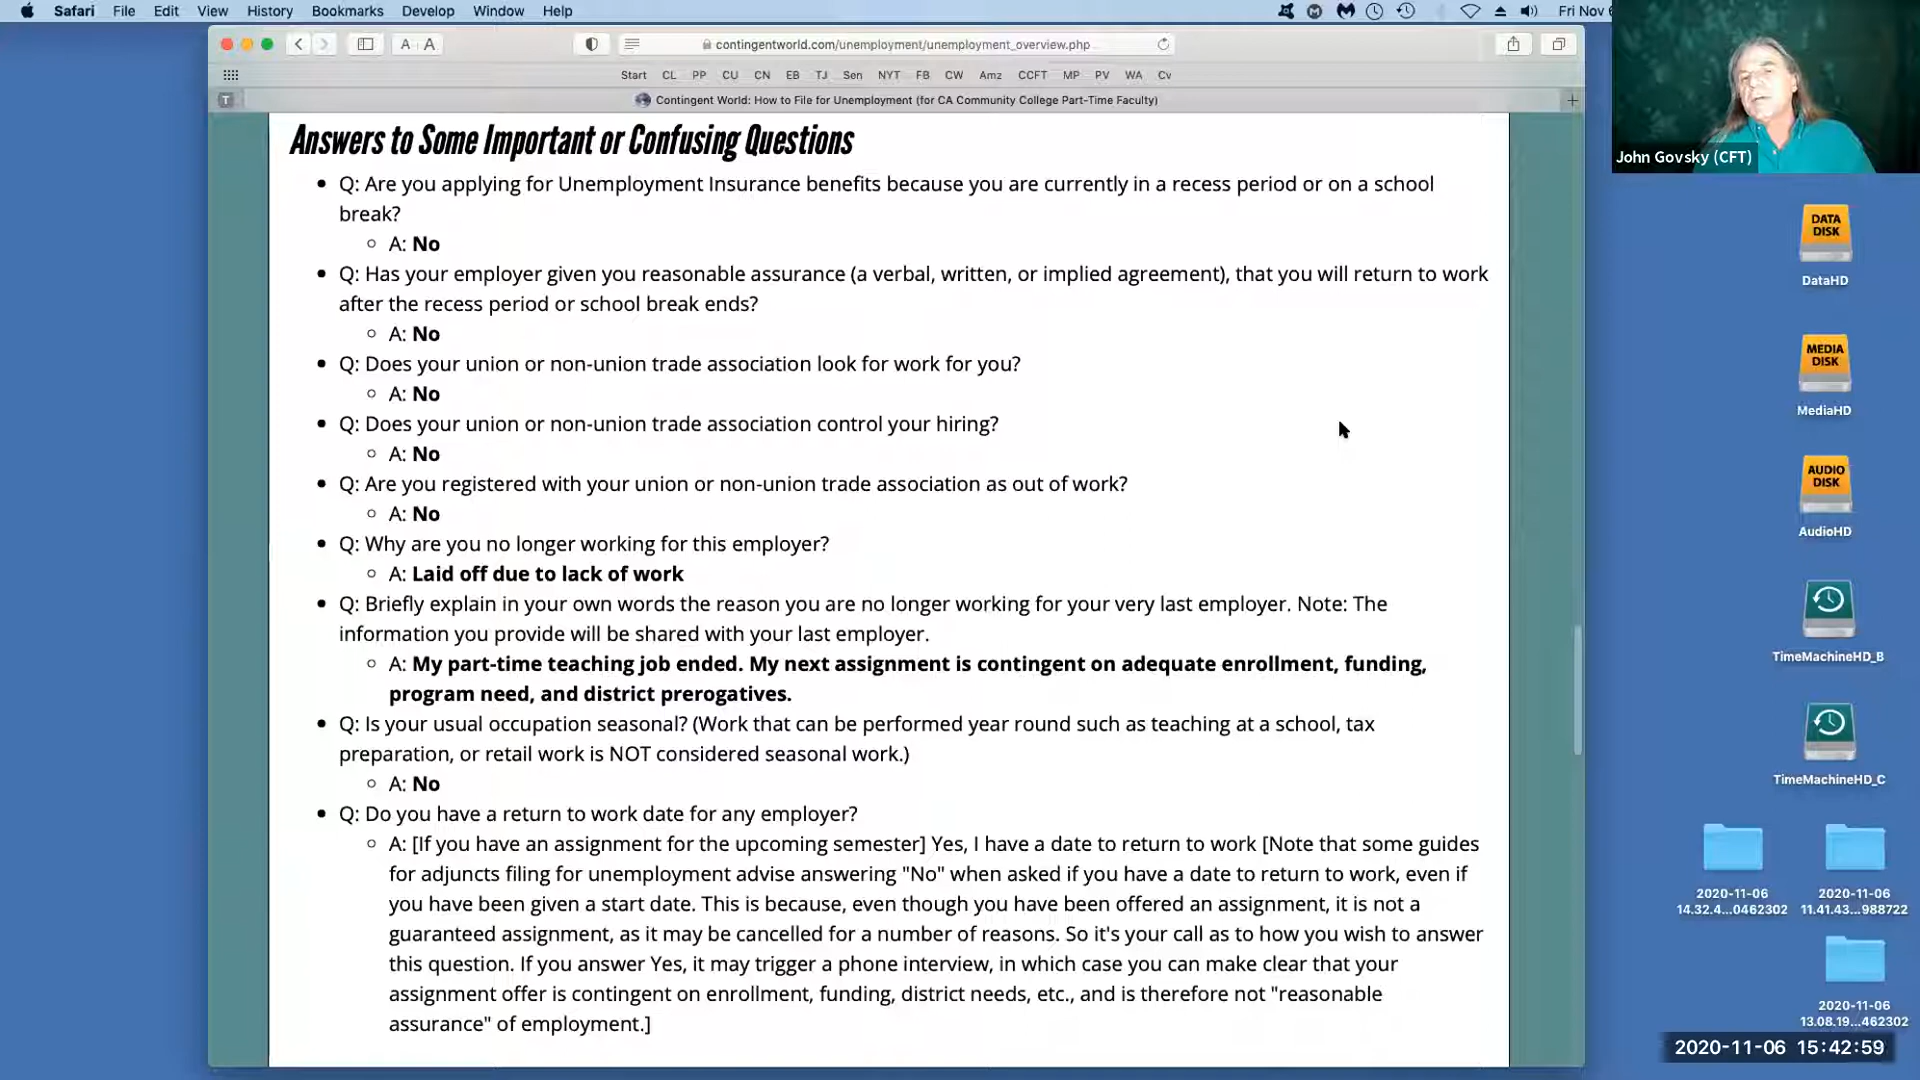 Safari File Edit View History Bookmarks Develop Window Help
Fri Nov
A A
contingentworld.com/unemployment/unemployment_overview.php
Start CL PP CU CN EB TJ Sen NYT FB CW Amz CCFT MP PV WA Cv
T
Contingent World: How to File for Unemployment (for CA Community College Part-Time Faculty)
Answers to Some Important or Confusing Questions
• Q: Are you applying for Unemployment Insurance benefits because you are currently in a recess period or on a school
break?
A: No
• Q: Has your employer given you reasonable assurance (a verbal, written, or implied agreement), that you will return to work
after the recess period or school break ends?
A: No
• Q: Does your union or non-union trade association look for work for you?
A: No
• Q: Does your union or non-union trade association control your hiring?
A: No
• Q: Are you registered with your union or non-union trade association as out of work?
A: No
• Q: Why are you no longer working for this employer?
A: Laid off due to lack of work
• Q: Briefly explain in your own words the reason you are no longer working for your very last employer. Note: The
information you provide will be shared with your last employer.
A: My part-time teaching job ended. My next assignment is contingent on adequate enrollment, funding,
program need, and district prerogatives.
• Q: Is your usual occupation seasonal? (Work that can be performed year round such as teaching at a school, tax
preparation, or retail work is NOT considered seasonal work.)
A: No
• Q: Do you have a return to work date for any employer?
A: [If you have an assignment for the upcoming semester] Yes, I have a date to return to work [Note that some guides
for adjuncts filing for unemployment advise answering "No" when asked if you have a date to return to work, even if
you have been given a start date. This is because, even though you have been offered an assignment, it is not a
guaranteed assignment, as it may be cancelled for a number of reasons. So it's your call as to how you wish to answer
this question. If you answer Yes, it may trigger a phone interview, in which case you can make clear that your
assignment offer is contingent on enrollment, funding, district needs, etc., and is therefore not "reasonable
assurance" of employment.]
John Govsky (CFT)
DATA
DISK
DataHD
MEDIA
DISK
MediaHD
AUDIO
DISK
AudioHD
TimeMachineHD_B
TimeMachineHD_C
2020-11-06
14.32.4...0462302
2020-11-06
11.41.43...988722
2020-11-06
13.08.19...462302
2020-11-06 15:42:59